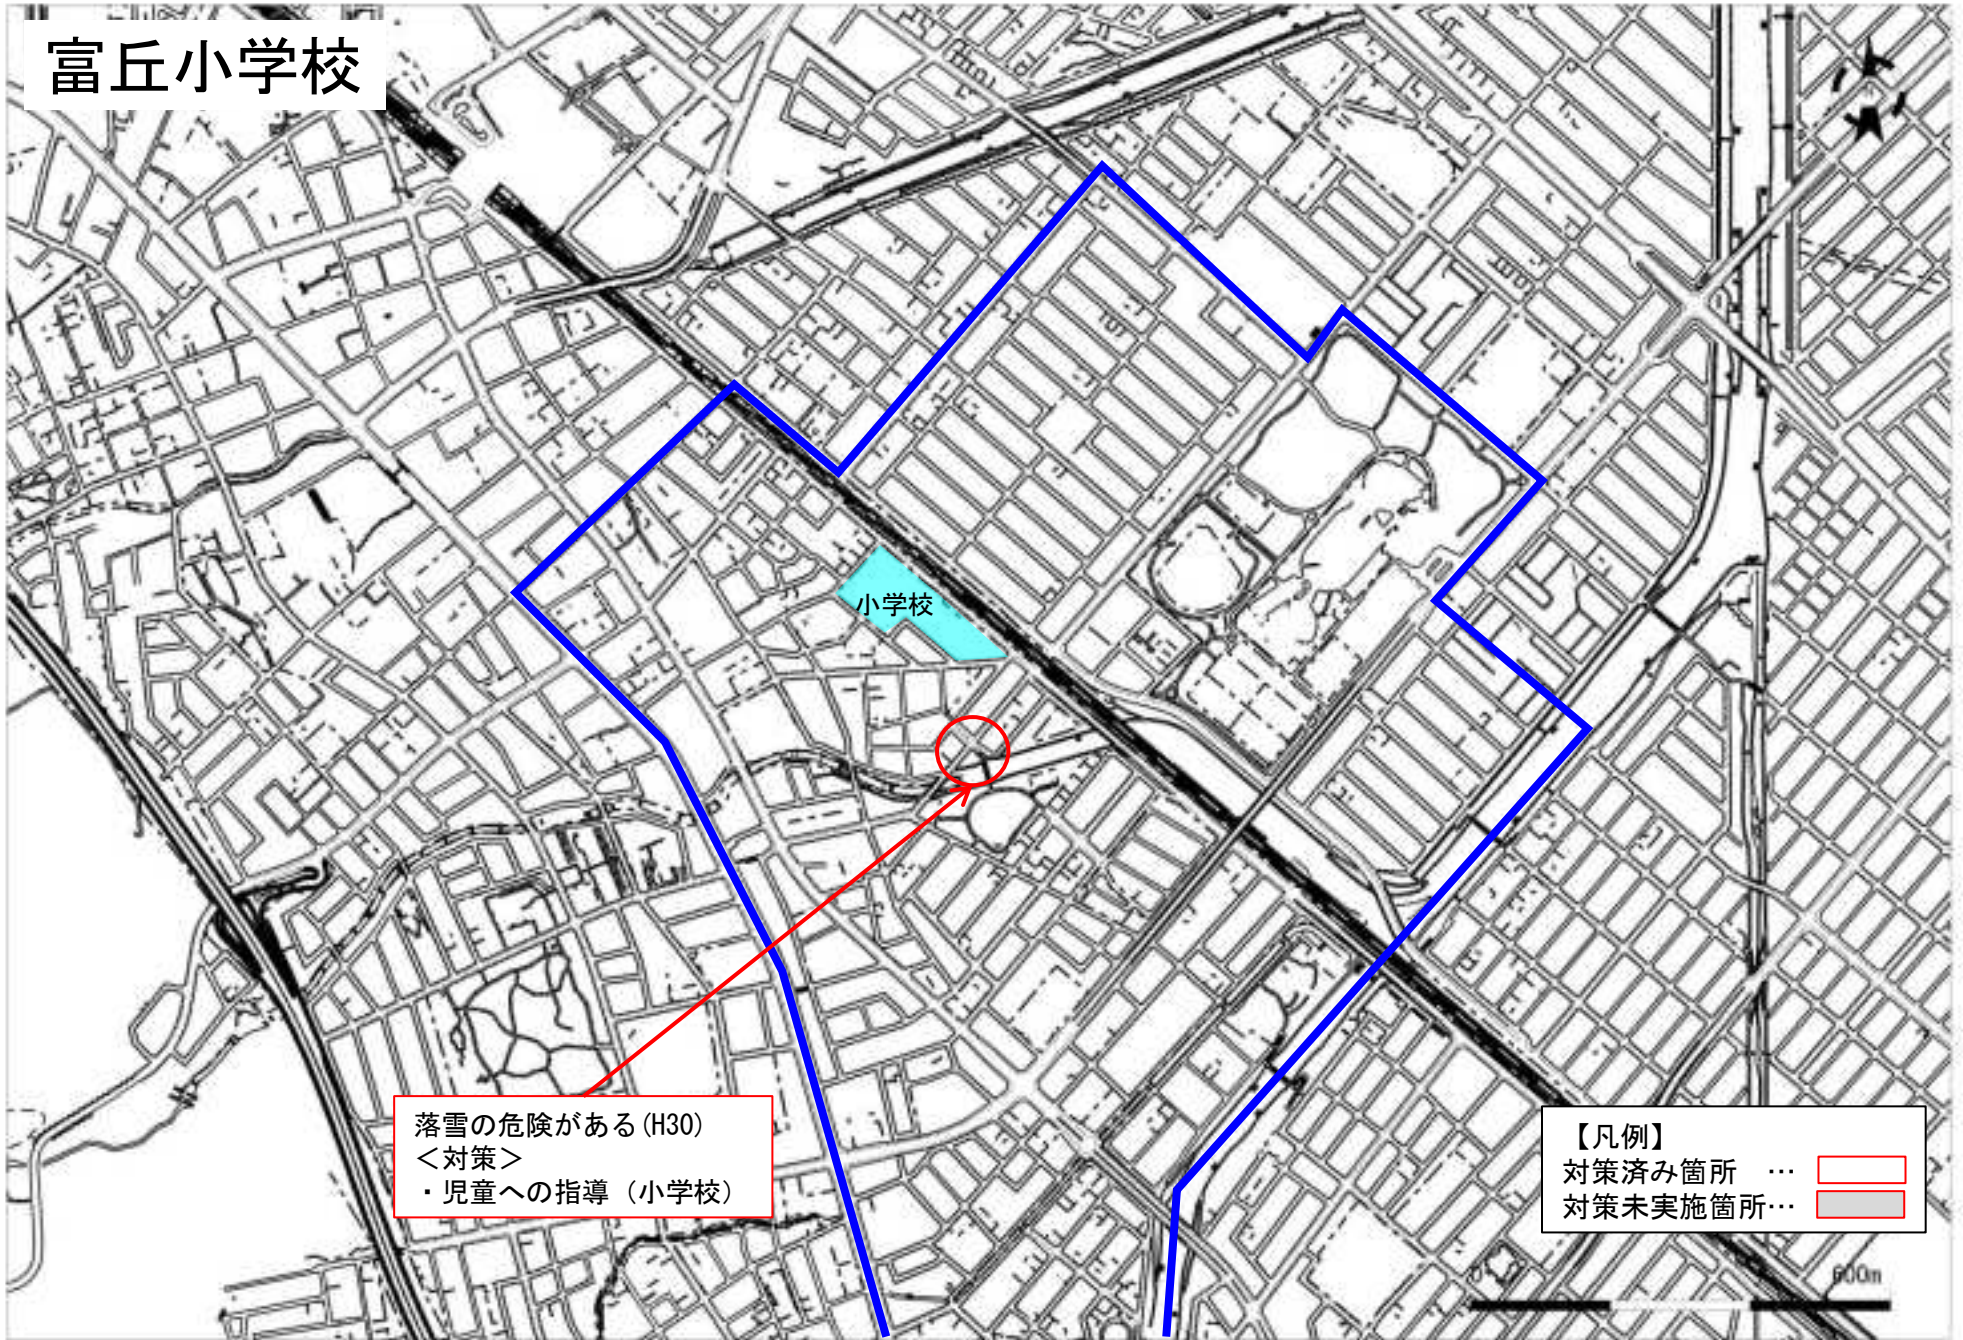 富丘小学校
小学校
落雪の危険がある(H30)
＜対策＞
・児童への指導（小学校）
【凡例】
対策済み箇所　…
対策未実施箇所…
0
600m